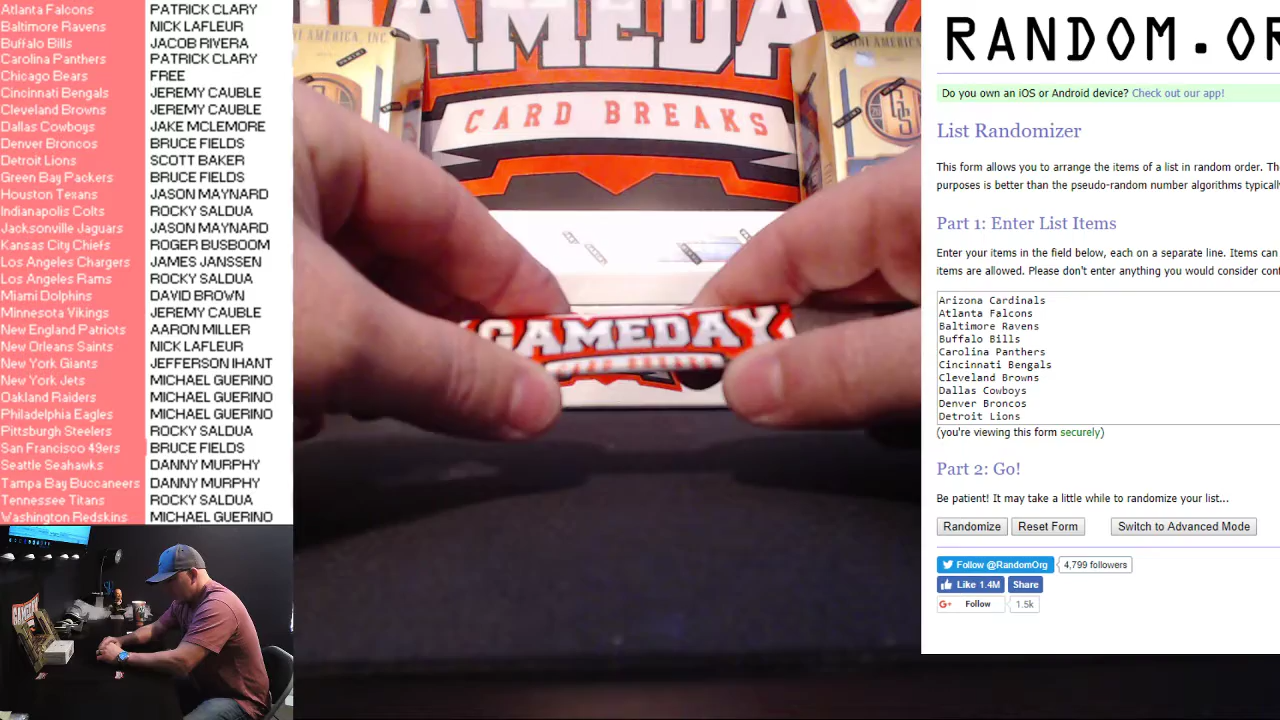 Atlanta Falcons PATRICK CLARY
Baltimore Ravens NICK LAFLEUR
Buffalo Bills JACOB RIVERA
Carolina Panthers PATRICK CLARY
Chicago Bears FREE
Cincinnati Bengals JEREMY CAUBLE
Cleveland Browns JEREMY CAUBLE
Dallas Cowboys JAKE MCLEMORE
Denver Broncos BRUCE FIELDS
Detroit Lions SCOTT BAKER
Green Bay Packers BRUCE FIELDS
Houston Texans JASON MAYNARD
Indianapolis Colts ROCKY SALDUA
Jacksonville Jaguars JASON MAYNARD
Kansas City Chiefs ROGER BUSBOOM
Los Angeles Chargers JAMES JANSSEN
Los Angeles Rams ROCKY SALDUA
Miami Dolphins DAVID BROWN
Minnesota Vikings JEREMY CAUBLE
New England Patriots AARON MILLER
New Orleans Saints NICK LAFLEUR
New York Giants JEFFERSON IHANT
New York Jets MICHAEL GUERINO
Oakland Raiders MICHAEL GUERINO
Philadelphia Eagles MICHAEL GUERINO
Pittsburgh Steelers ROCKY SALDUA
San Francisco 49ers BRUCE FIELDS
Seattle Seahawks DANNY MURPHY
Tampa Bay Buccaneers DANNY MURPHY
Tennessee Titans ROCKY SALDUA
Washington Redskins MICHAEL GUERINO
GAMEDAY
CARD BREAKS
AMERICA, INC.
PANINI AMERICA
GS
GAMEDAY
CARD BREAKS
GAMEDAY
RANDOM.OR
Do you own an iOS or Android device? Check out our app!
List Randomizer
This form allows you to arrange the items of a list in random order. The
purposes is better than the pseudo-random number algorithms typically
Part 1: Enter List Items
Enter your items in the field below, each on a separate line. Items can
items are allowed. Please don't enter anything you would consider conf
Arizona Cardinals
Atlanta Falcons
Baltimore Ravens
Buffalo Bills
Carolina Panthers
Cincinnati Bengals
Cleveland Browns
Dallas Cowboys
Denver Broncos
Detroit Lions
(you're viewing this form securely)
Part 2: Go!
Be patient! It may take a little while to randomize your list...
Randomize Reset Form Switch to Advanced Mode
Follow @RandomOrg 4,799 followers
Like 1.4M Share
G+ Follow 1.5k